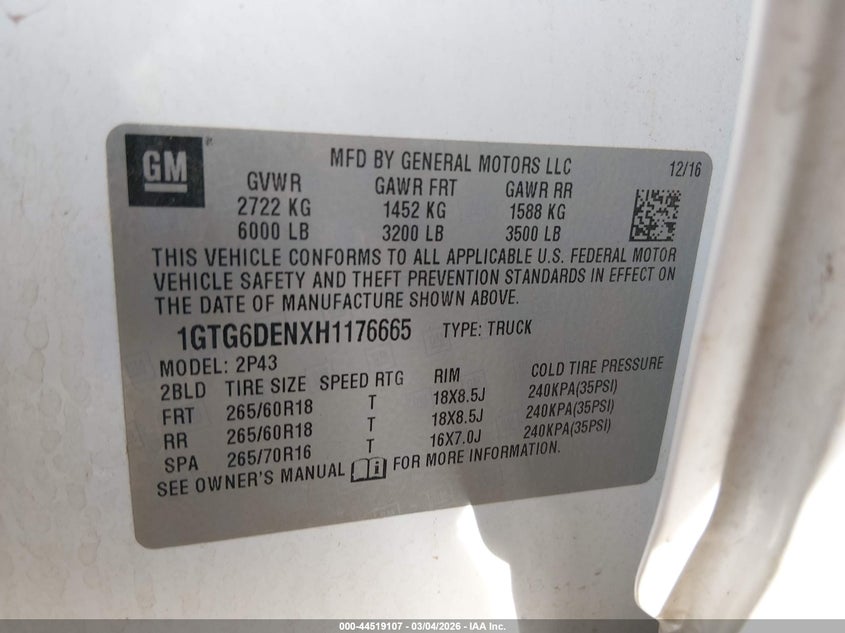 GM
MFD BY GENERAL MOTORS LLC 12/16
GVWR GAWR FRT GAWR RR
2722 KG 1452 KG 1588 KG
6000 LB 3200 LB 3500 LB
THIS VEHICLE CONFORMS TO ALL APPLICABLE U.S. FEDERAL MOTOR
VEHICLE SAFETY AND THEFT PREVENTION STANDARDS IN EFFECT ON
THE DATE OF MANUFACTURE SHOWN ABOVE.
1GTG6DENXH1176665 TYPE: TRUCK
MODEL: 2P43
2BLD TIRE SIZE SPEED RTG RIM COLD TIRE PRESSURE
FRT 265/60R18 T 18X8.5J 240KPA(35PSI)
RR 265/60R18 T 18X8.5J 240KPA(35PSI)
SPA 265/70R16 T 16X7.0J 240KPA(35PSI)
SEE OWNER'S MANUAL FOR MORE INFORMATION.
000-44519107 - 03/04/2026 - IAA Inc.